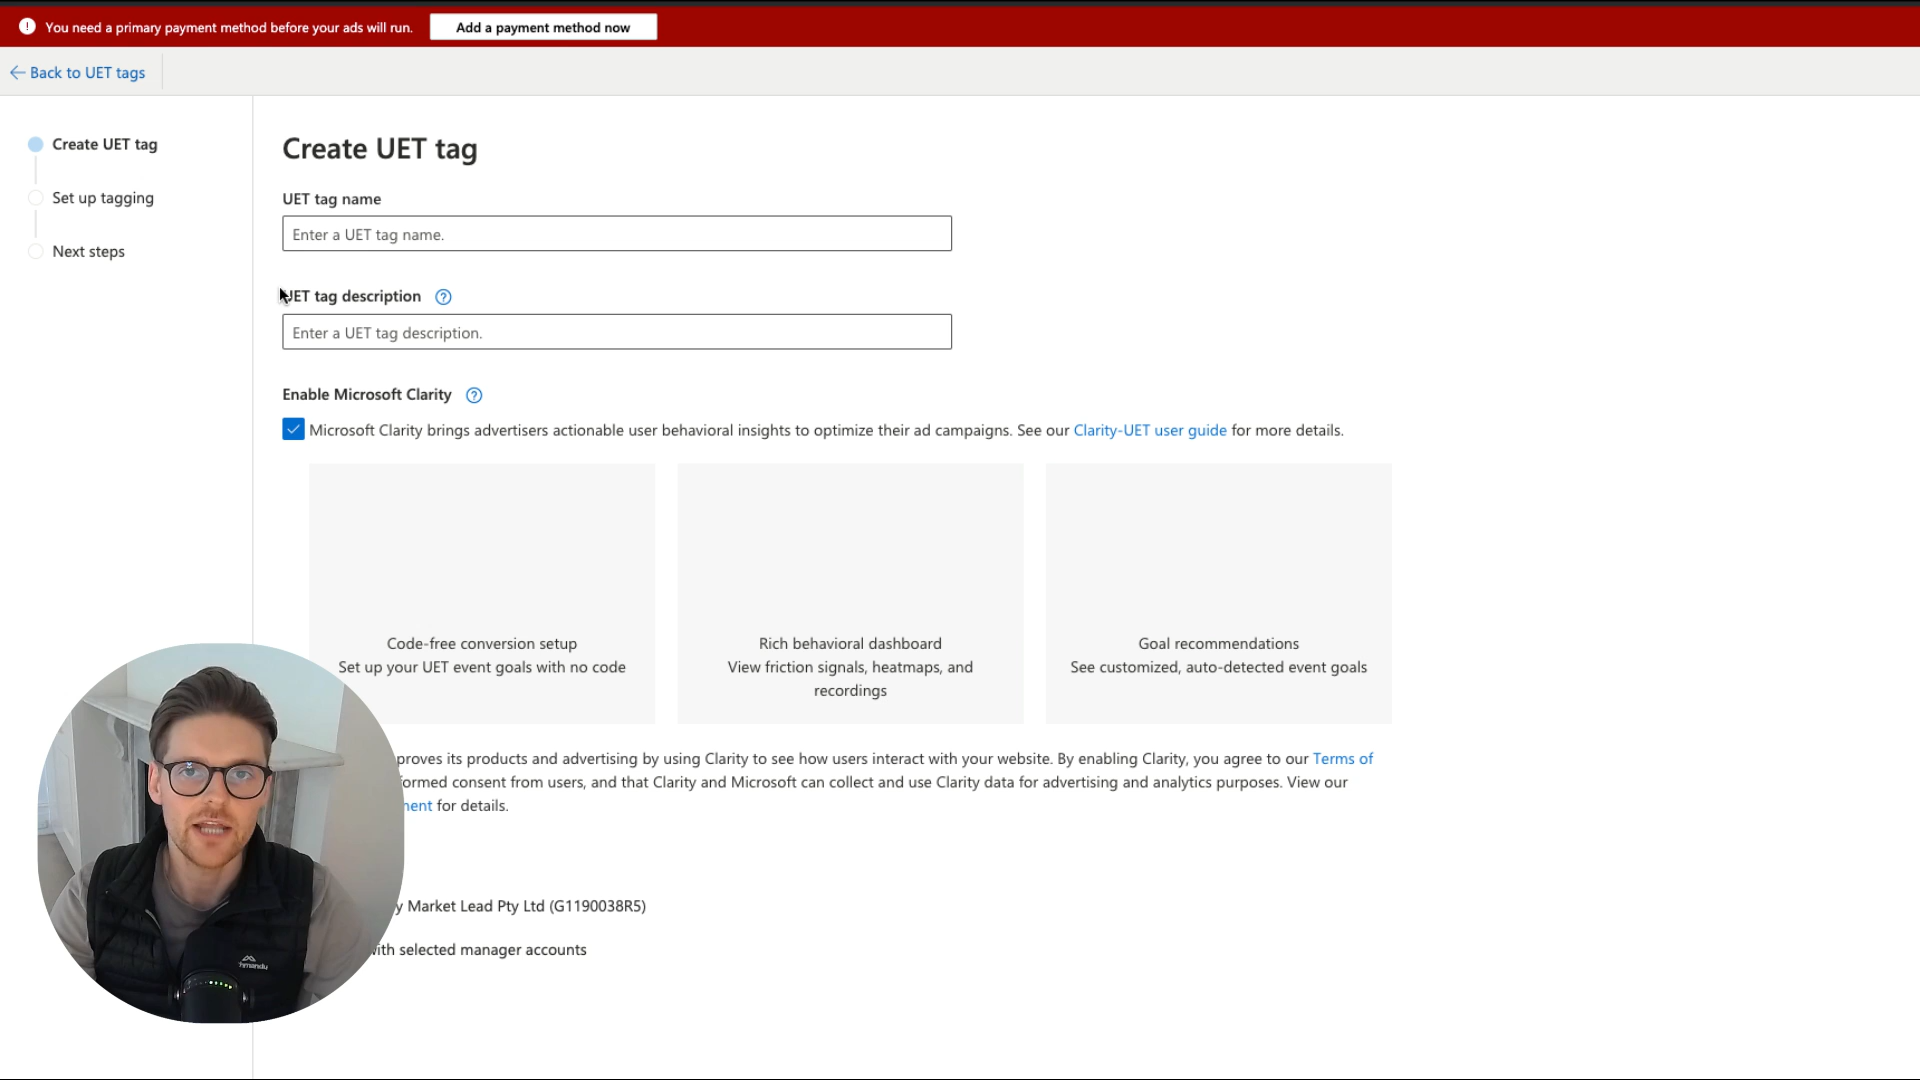 You need a primary payment method before your ads will run.
Add a payment method now
Back to UET tags
Create UET tag
Set up tagging
Next steps
Create UET tag
UET tag name
Enter a UET tag name.
UET tag description
Enter a UET tag description.
Enable Microsoft Clarity
Microsoft Clarity brings advertisers actionable user behavioral insights to optimize their ad campaigns. See our Clarity-UET user guide for more details.
Code-free conversion setup
Set up your UET event goals with no code
Rich behavioral dashboard
View friction signals, heatmaps, and
recordings
Goal recommendations
See customized, auto-detected event goals
proves its products and advertising by using Clarity to see how users interact with your website. By enabling Clarity, you agree to our Terms of
formed consent from users, and that Clarity and Microsoft can collect and use Clarity data for advertising and analytics purposes. View our
nent for details.
y Market Lead Pty Ltd (G1190038R5)
with selected manager accounts